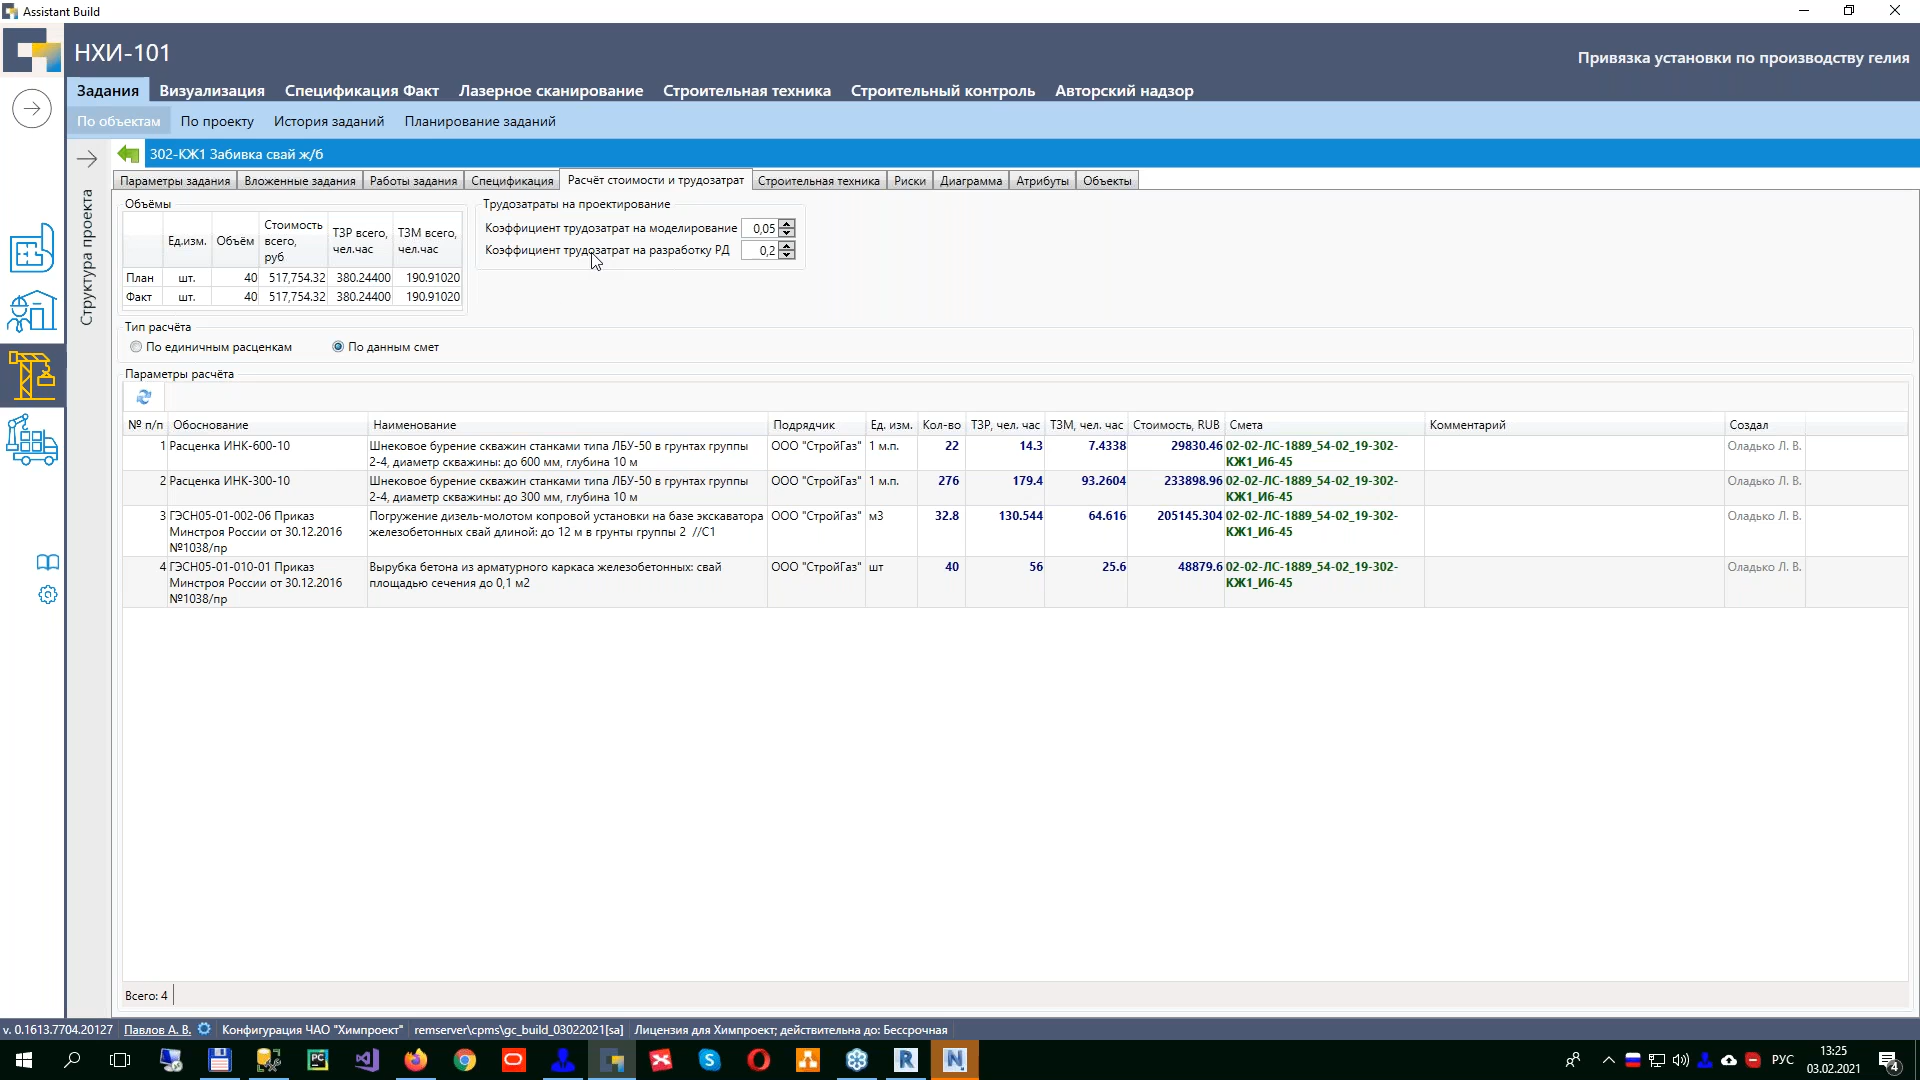 Assistant Build
НХИ-101
Привязка установки по производству гелия
Задания Визуализация Спецификация Факт Лазерное сканирование Строительная техника Строительный контроль Авторский надзор
По объектам По проекту История заданий Планирование заданий
302-КЖ1 Забивка свай ж/б
Структура проекта
Параметры задания Вложенные задания Работы задания Спецификация Расчёт стоимости и трудозатрат Строительная техника Риски Диаграмма Атрибуты Объекты
Объёмы
Ед.изм. Объём Стоимость всего, руб ТЗР всего, чел.час ТЗМ всего, чел.час
План шт. 40 517,754.32 380.24400 190.91020
Факт шт. 40 517,754.32 380.24400 190.91020
Трудозатраты на проектирование
Коэффициент трудозатрат на моделирование 0,05
Коэффициент трудозатрат на разработку РД 0,2
Тип расчёта
По единичным расценкам По данным смет
Параметры расчёта
№ п/п Обоснование Наименование Подрядчик Ед. изм. Кол-во ТЗР, чел. час ТЗМ, чел. час Стоимость, RUB Смета Комментарий Создал
1 Расценка ИНК-600-10 Шнековое бурение скважин станками типа ЛБУ-50 в грунтах группы ООО "СтройГаз" 1 м.п. 22 14.3 7.4338 29830.46 02-02-ЛС-1889_54-02_19-302- Оладько Л. В.
2-4, диаметр скважины: до 600 мм, глубина 10 м КЖ1_И6-45
2 Расценка ИНК-300-10 Шнековое бурение скважин станками типа ЛБУ-50 в грунтах группы ООО "СтройГаз" 1 м.п. 276 179.4 93.2604 233898.96 02-02-ЛС-1889_54-02_19-302- Оладько Л. В.
2-4, диаметр скважины: до 300 мм, глубина 10 м КЖ1_И6-45
3 ГЭСН05-01-002-06 Приказ Погружение дизель-молотом копровой установки на базе экскаватора ООО "СтройГаз" м3 32.8 130.544 64.616 205145.304 02-02-ЛС-1889_54-02_19-302- Оладько Л. В.
Минстроя России от 30.12.2016 железобетонных свай длиной: до 12 м в грунты группы 2 //С1 КЖ1_И6-45
№1038/пр
4 ГЭСН05-01-010-01 Приказ Вырубка бетона из арматурного каркаса железобетонных: свай ООО "СтройГаз" шт 40 56 25.6 48879.6 02-02-ЛС-1889_54-02_19-302- Оладько Л. В.
Минстроя России от 30.12.2016 площадью сечения до 0,1 м2 КЖ1_И6-45
№1038/пр
Всего: 4
v. 0.1613.7704.20127 Павлов А. В. Конфигурация ЧАО "Химпроект" remserver\cpms\gc_build_03022021[sa] Лицензия для Химпроект; действительна до: Бессрочная
РУС 13:25
03.02.2021
4